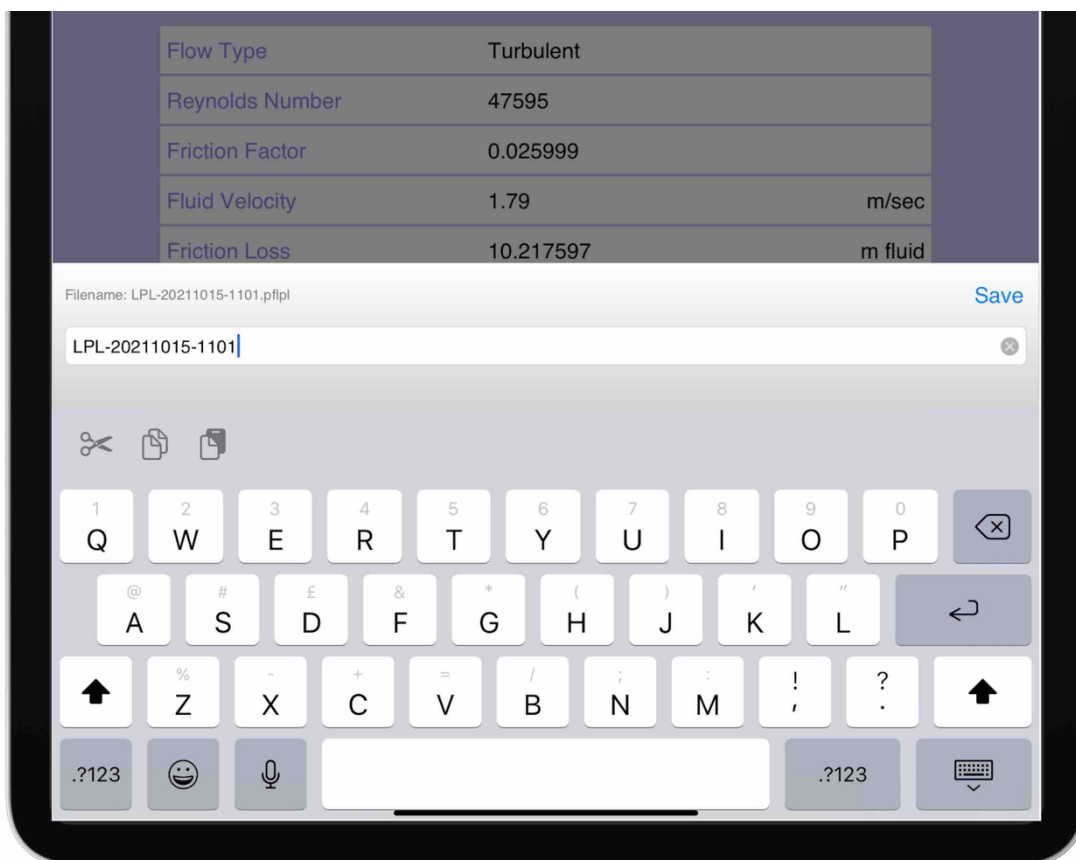 Flow Type Turbulent
Reynolds Number 47595
Friction Factor 0.025999
Fluid Velocity 1.79 m/sec
Friction Loss 10.217597 m fluid
Filename: LPL-20211015-1101.pflpl Save
LPL-20211015-1101
1 2 3 4 5 6 7 8 9 0
Q W E R T Y U I O P
@ # £ & * ( ) ' "
A S D F G H J K L
% - + = / ; : ! ?
Z X C V B N M , .
.?123 .?123